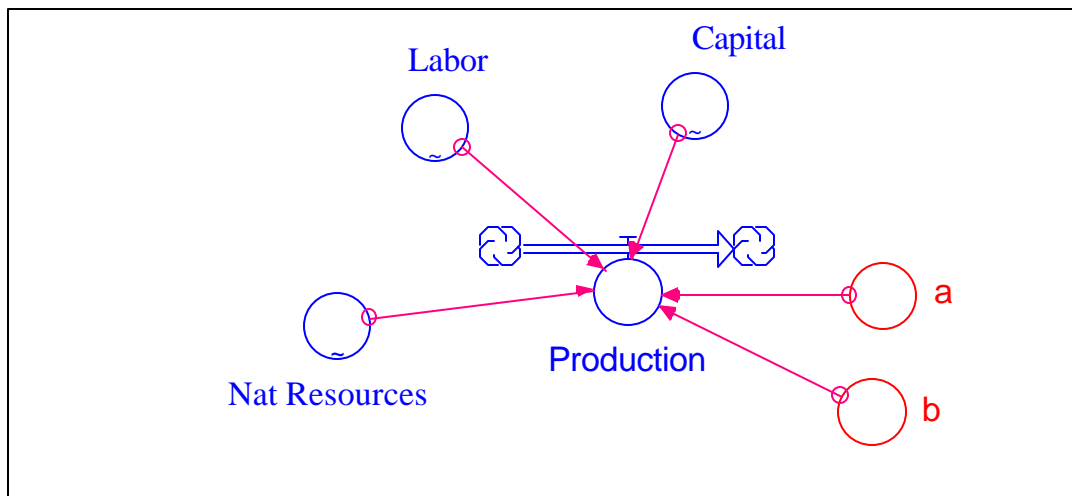 Capital
Labor
~
~
a
Production
~
Nat Resources
b